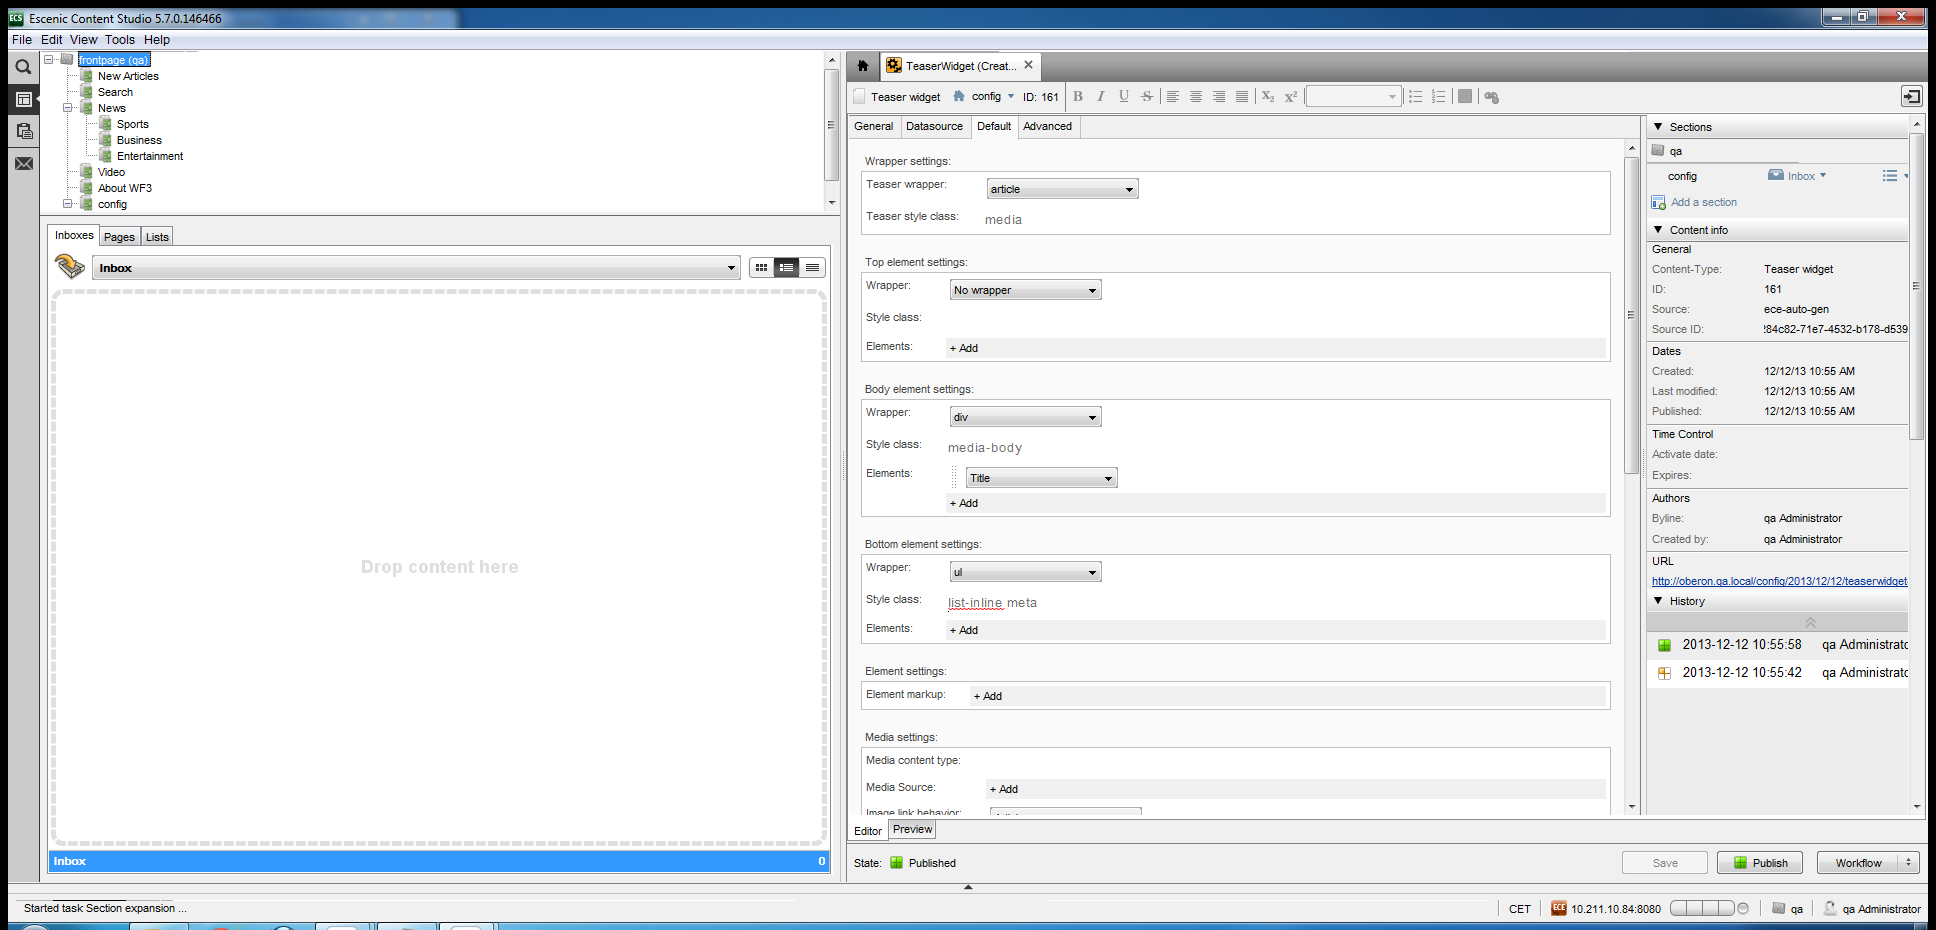 Escenic Content Studio 5.7.0.146466
File Edit View Tools Help
frontpage (qa)
New Articles
Search
News
Sports
Business
Entertainment
Video
About WF3
config
Inboxes Pages Lists
Inbox
Drop content here
Inbox 0
TeaserWidget (Creat...
Teaser widget config ID: 161 B I U S
General Datasource Default Advanced
Wrapper settings:
Teaser wrapper: article
Teaser style class: media
Top element settings:
Wrapper: No wrapper
Style class:
Elements: + Add
Body element settings:
Wrapper: div
Style class: media-body
Elements: Title
+ Add
Bottom element settings:
Wrapper: ul
Style class: list-inline meta
Elements: + Add
Element settings:
Element markup: + Add
Media settings:
Media content type:
Media Source: + Add
Image link behavior:
Editor Preview
State: Published
Save Publish Workflow
Sections
qa
config Inbox
Add a section
Content info
General
Content-Type: Teaser widget
ID: 161
Source: ece-auto-gen
Source ID: 84c82-71e7-4532-b178-d539
Dates
Created: 12/12/13 10:55 AM
Last modified: 12/12/13 10:55 AM
Published: 12/12/13 10:55 AM
Time Control
Activate date:
Expires:
Authors
Byline: qa Administrator
Created by: qa Administrator
URL
http://oberon.qa.local/config/2013/12/12/teaserwidget-
History
2013-12-12 10:55:58 qa Administrato
2013-12-12 10:55:42 qa Administrato
Started task Section expansion ...
CET ECE 10.211.10.84:8080 qa qa Administrator